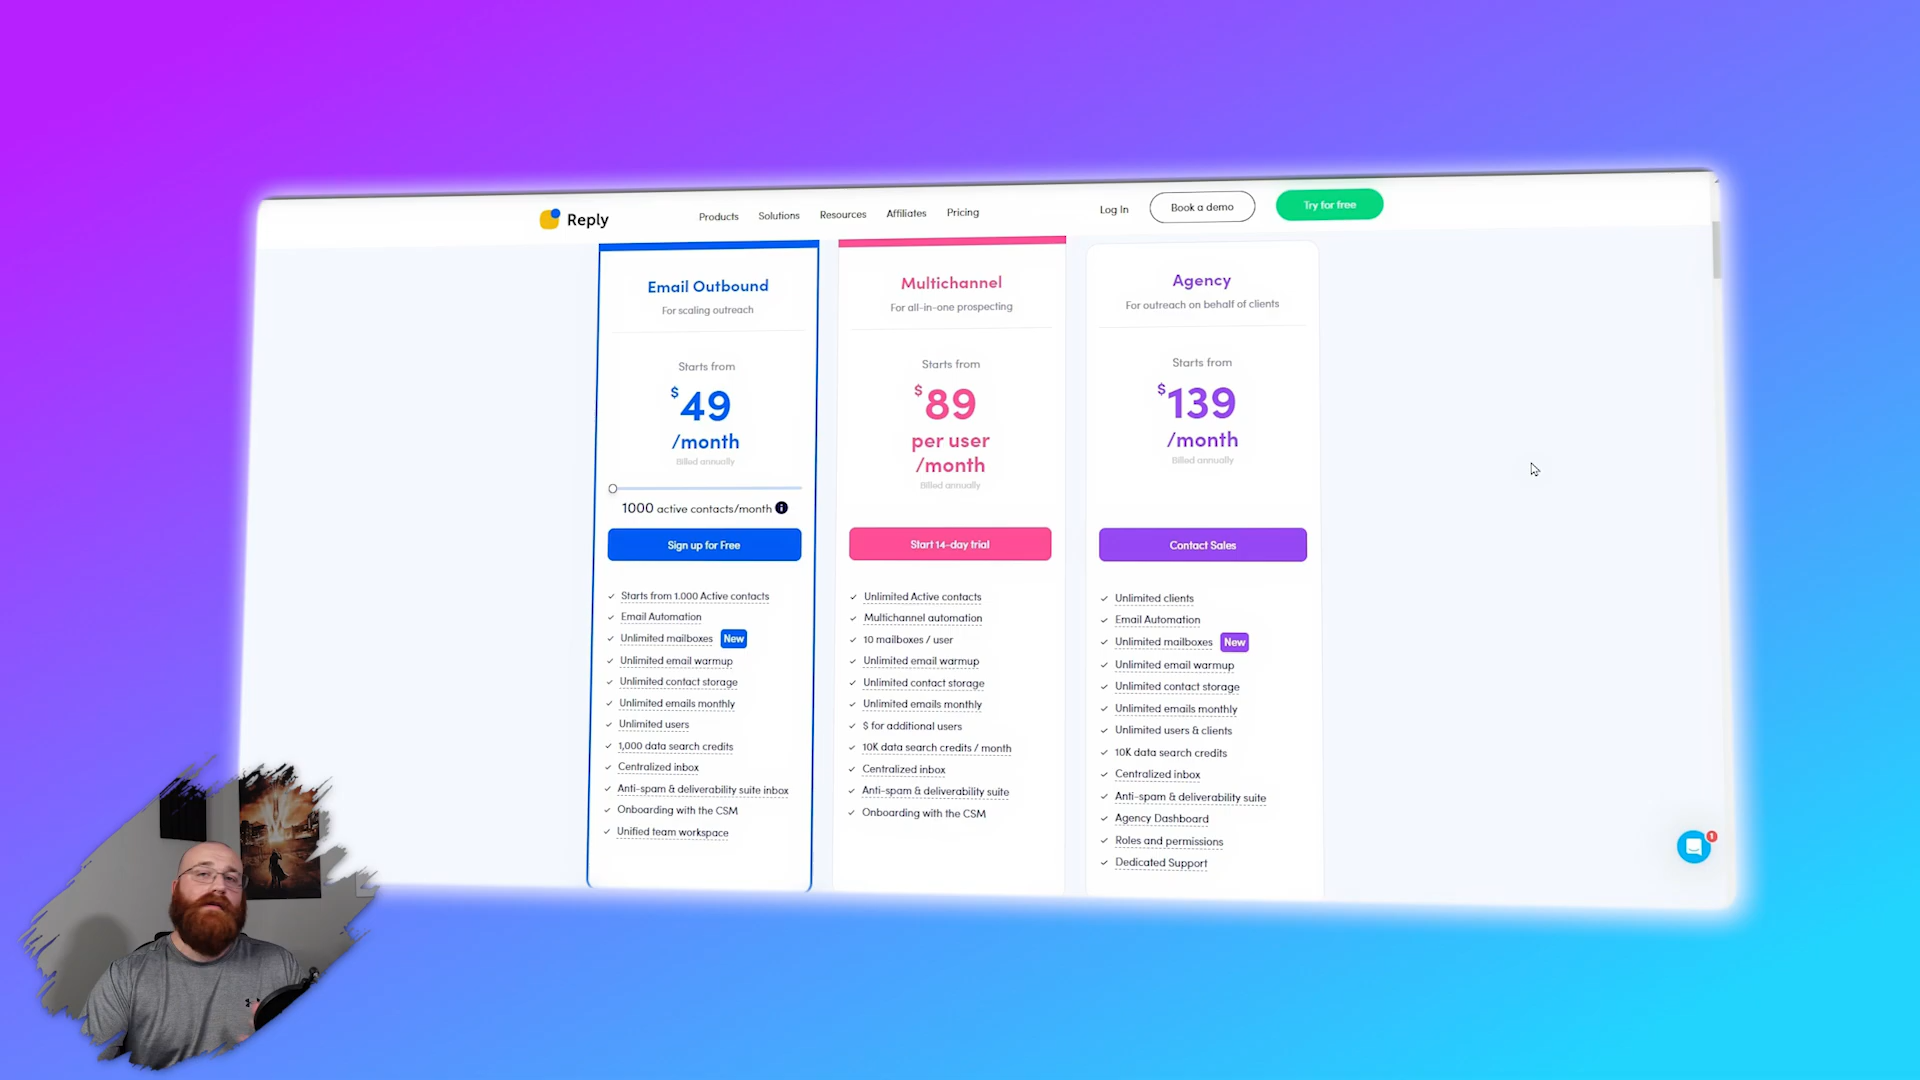 Reply
Products
Solutions
Resources
Affiliates
Pricing
Log In
Book a demo
Try for free
Email Outbound
For scaling outreach
Starts from
$49
/month
Billed annually
1000 active contacts/month
Sign up for Free
Starts from 1.000 Active contacts
Email Automation
Unlimited mailboxes New
Unlimited email warmup
Unlimited contact storage
Unlimited emails monthly
Unlimited users
1,000 data search credits
Centralized inbox
Anti-spam & deliverability suite inbox
Onboarding with the CSM
Unified team workspace
Multichannel
For all-in-one prospecting
Starts from
$89
per user
/month
Billed annually
Start 14-day trial
Unlimited Active contacts
Multichannel automation
10 mailboxes / user
Unlimited email warmup
Unlimited contact storage
Unlimited emails monthly
$ for additional users
10K data search credits / month
Centralized inbox
Anti-spam & deliverability suite
Onboarding with the CSM
Agency
For outreach on behalf of clients
Starts from
$139
/month
Billed annually
Contact Sales
Unlimited clients
Email Automation
Unlimited mailboxes New
Unlimited email warmup
Unlimited contact storage
Unlimited emails monthly
Unlimited users & clients
10K data search credits
Centralized inbox
Anti-spam & deliverability suite
Agency Dashboard
Roles and permissions
Dedicated Support
1